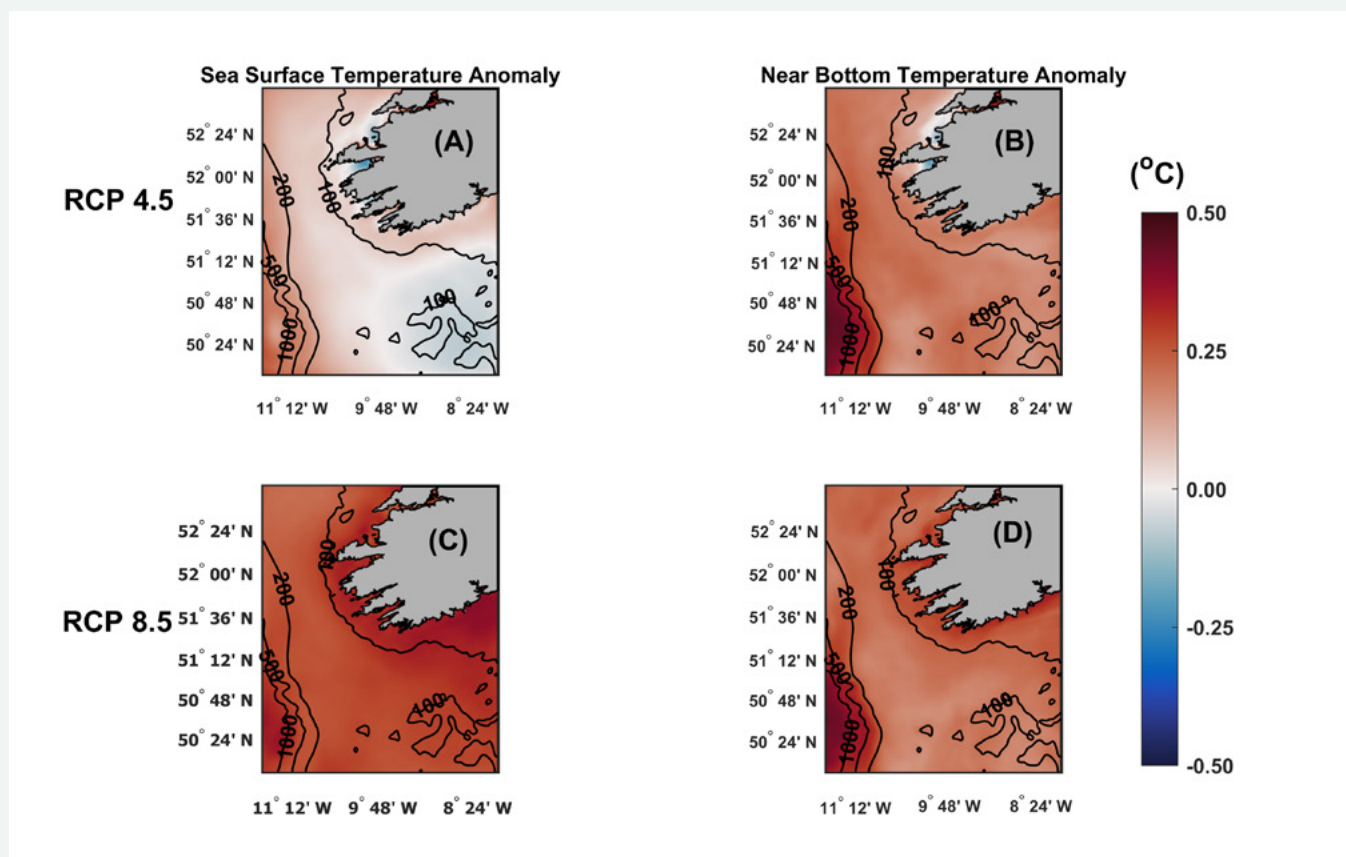 Sea Surface Temperature Anomaly
Near Bottom Temperature Anomaly
RCP 4.5
52° 24' N
52° 00' N
51° 36' N
51° 12' N
50° 48' N
50° 24' N
(A)
200
100
500
1000
100
11° 12' W
9° 48' W
8° 24' W
52° 24' N
52° 00' N
51° 36' N
51° 12' N
50° 48' N
50° 24' N
(B)
100
200
500
1000
100
11° 12' W
9° 48' W
8° 24' W
(°C)
0.50
0.25
0.00
-0.25
-0.50
RCP 8.5
52° 24' N
52° 00' N
51° 36' N
51° 12' N
50° 48' N
50° 24' N
(C)
100
200
500
1000
100
11° 12' W
9° 48' W
8° 24' W
52° 24' N
52° 00' N
51° 36' N
51° 12' N
50° 48' N
50° 24' N
(D)
100
200
500
1000
100
11° 12' W
9° 48' W
8° 24' W